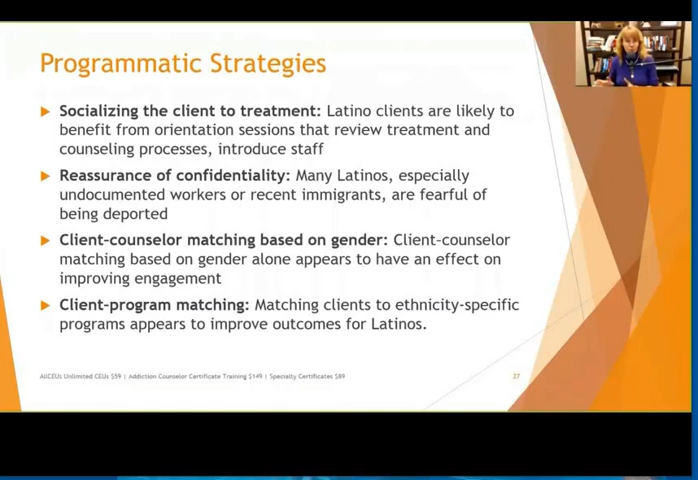 Programmatic Strategies
Socializing the client to treatment: Latino clients are likely to
benefit from orientation sessions that review treatment and
counseling processes, introduce staff
Reassurance of confidentiality: Many Latinos, especially
undocumented workers or recent immigrants, are fearful of
being deported
Client-counselor matching based on gender: Client-counselor
matching based on gender alone appears to have an effect on
improving engagement
Client-program matching: Matching clients to ethnicity-specific
programs appears to improve outcomes for Latinos.
AllCEUs Unlimited CEUs $59 | Addiction Counselor Certificate Training $149 | Specialty Certificates $89
27